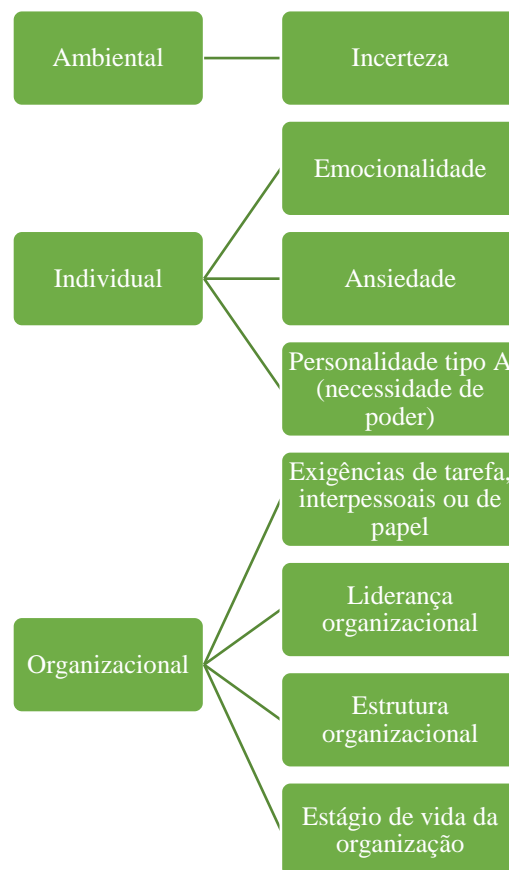 Ambiental
Incerteza
Individual
Emocionalidade
Ansiedade
Personalidade tipo A
(necessidade de
poder)
Organizacional
Exigências de tarefa,
interpessoais ou de
papel
Liderança
organizacional
Estrutura
organizacional
Estágio de vida da
organização